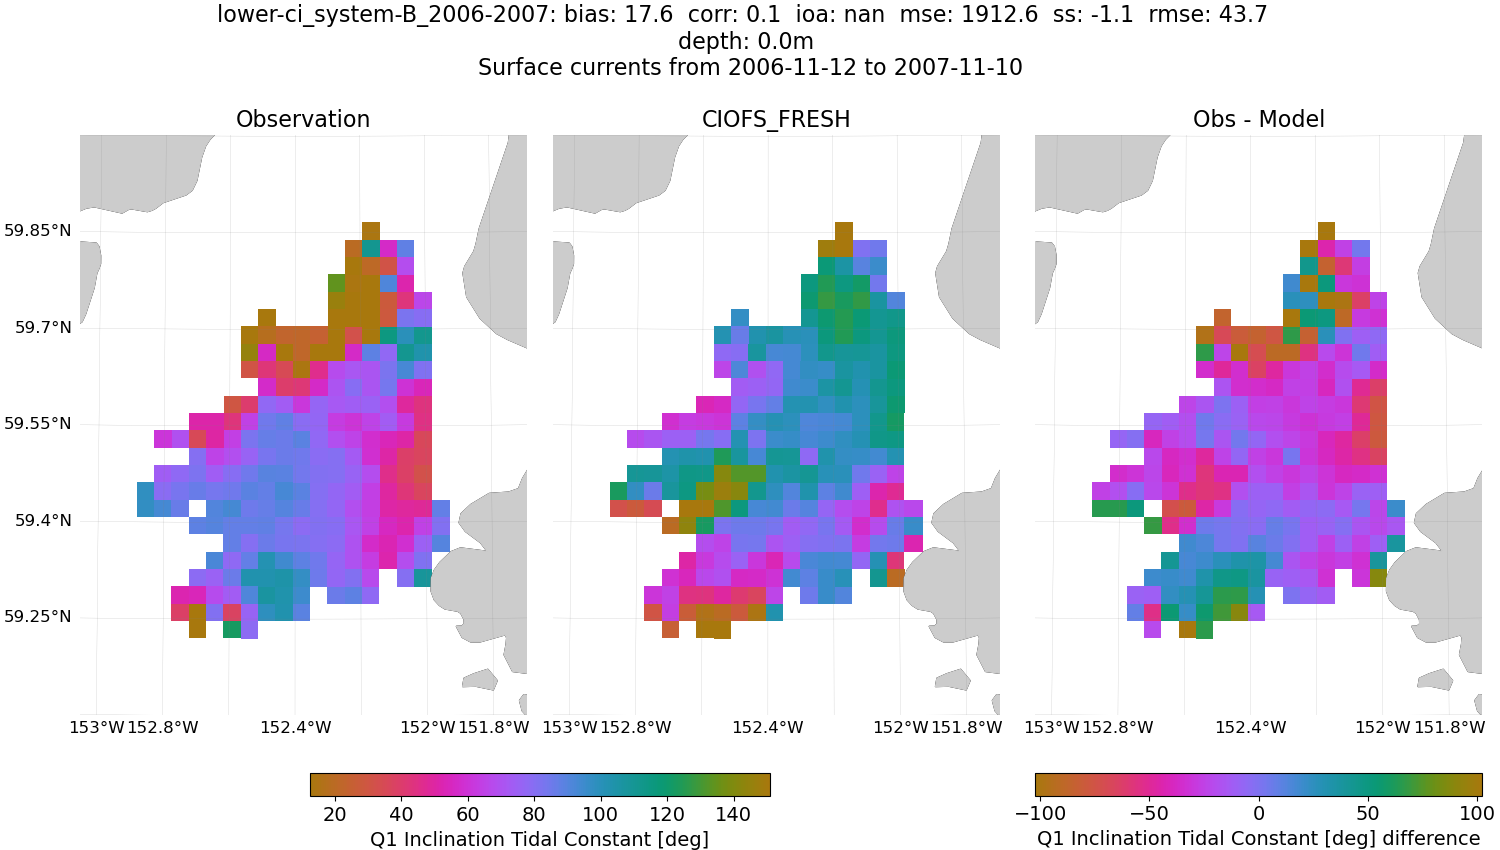 lower-ci_system-B_2006-2007: bias: 17.6  corr: 0.1  ioa: nan  mse: 1912.6  ss: -1.1  rmse: 43.7
depth: 0.0m
Surface currents from 2006-11-12 to 2007-11-10
Observation
CIOFS_FRESH
Obs - Model
59.85°N
59.7°N
59.55°N
59.4°N
59.25°N
153°W 152.8°W 152.4°W 152°W 151.8°W
153°W 152.8°W 152.4°W 152°W 151.8°W
153°W 152.8°W 152.4°W 152°W 151.8°W
20 40 60 80 100 120 140
Q1 Inclination Tidal Constant [deg]
−100 −50 0 50 100
Q1 Inclination Tidal Constant [deg] difference